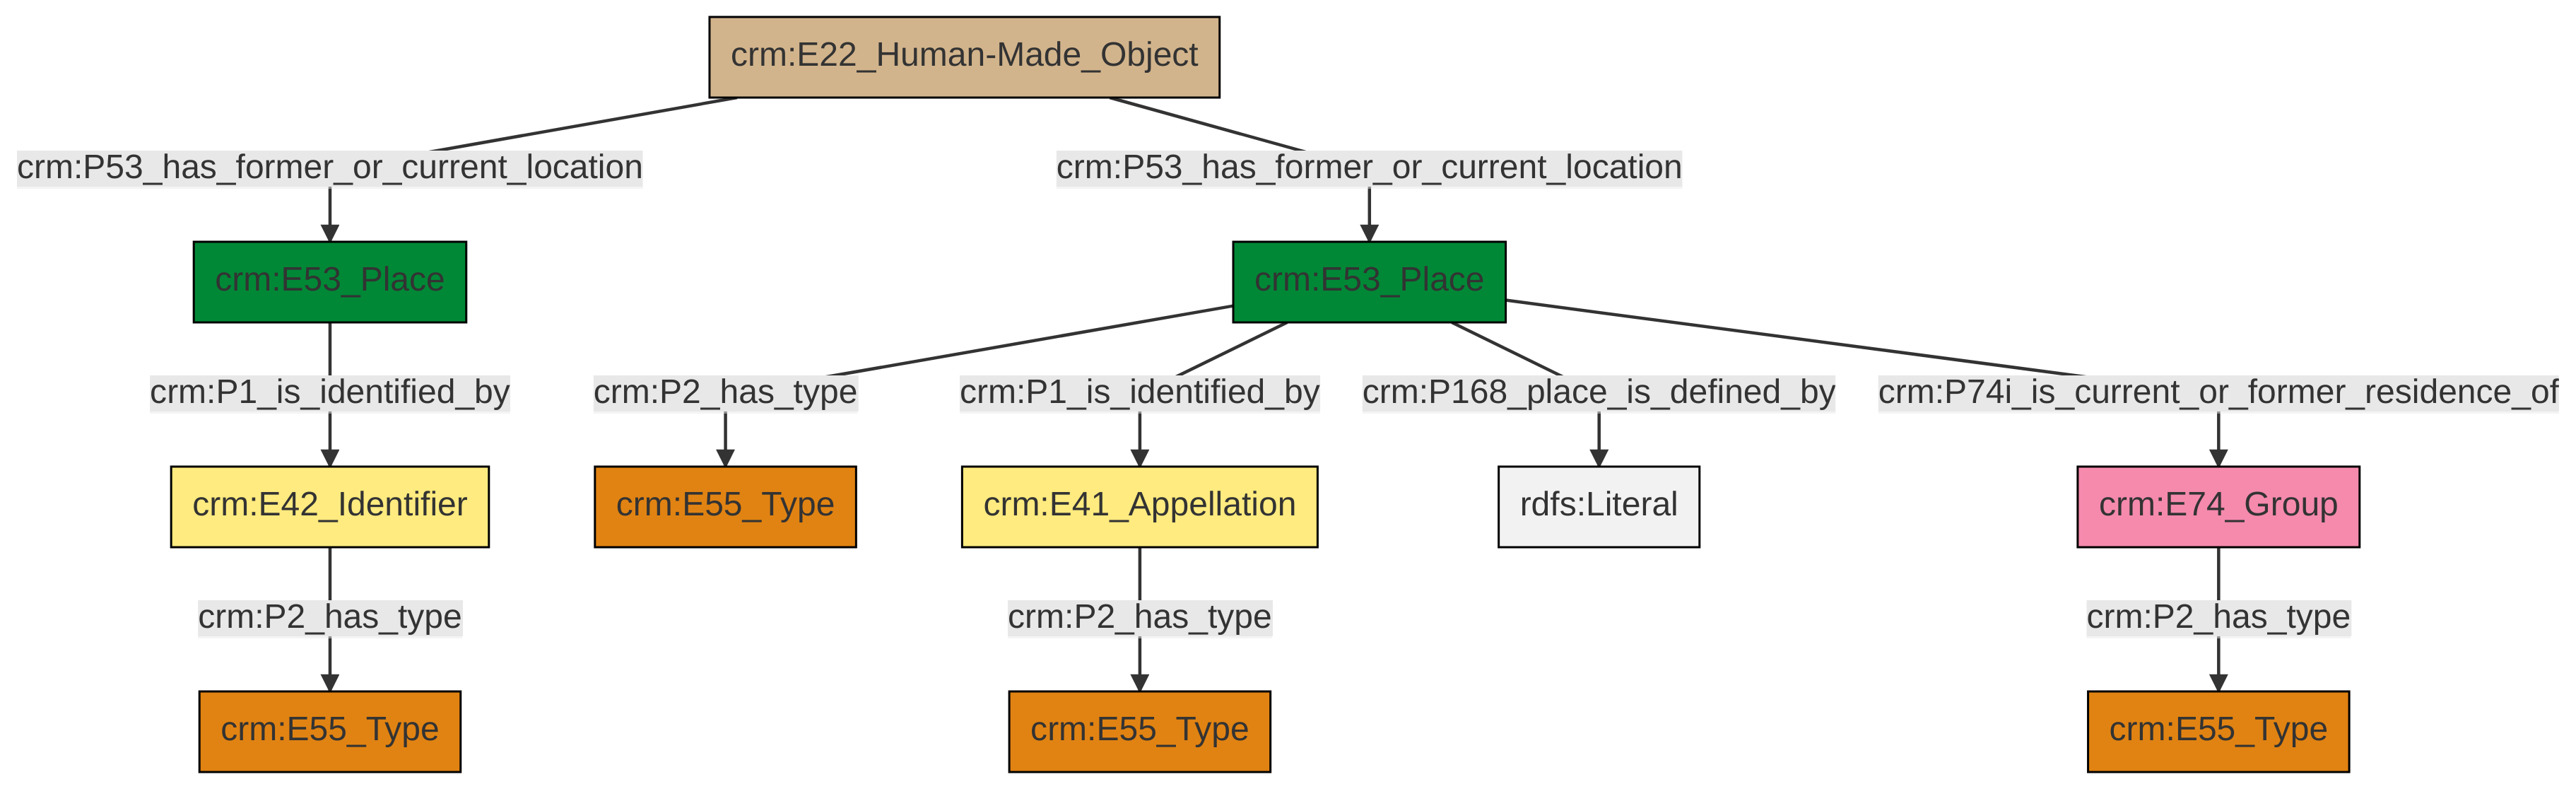 crm:E22_Human-Made_Object
crm:P53_has_former_or_current_location
crm:P53_has_former_or_current_location
crm:E53_Place
crm:E53_Place
crm:P1_is_identified_by
crm:P2_has_type
crm:P1_is_identified_by
crm:P168_place_is_defined_by
crm:P74i_is_current_or_former_residence_of
crm:E42_Identifier
crm:E55_Type
crm:E41_Appellation
rdfs:Literal
crm:E74_Group
crm:P2_has_type
crm:P2_has_type
crm:P2_has_type
crm:E55_Type
crm:E55_Type
crm:E55_Type